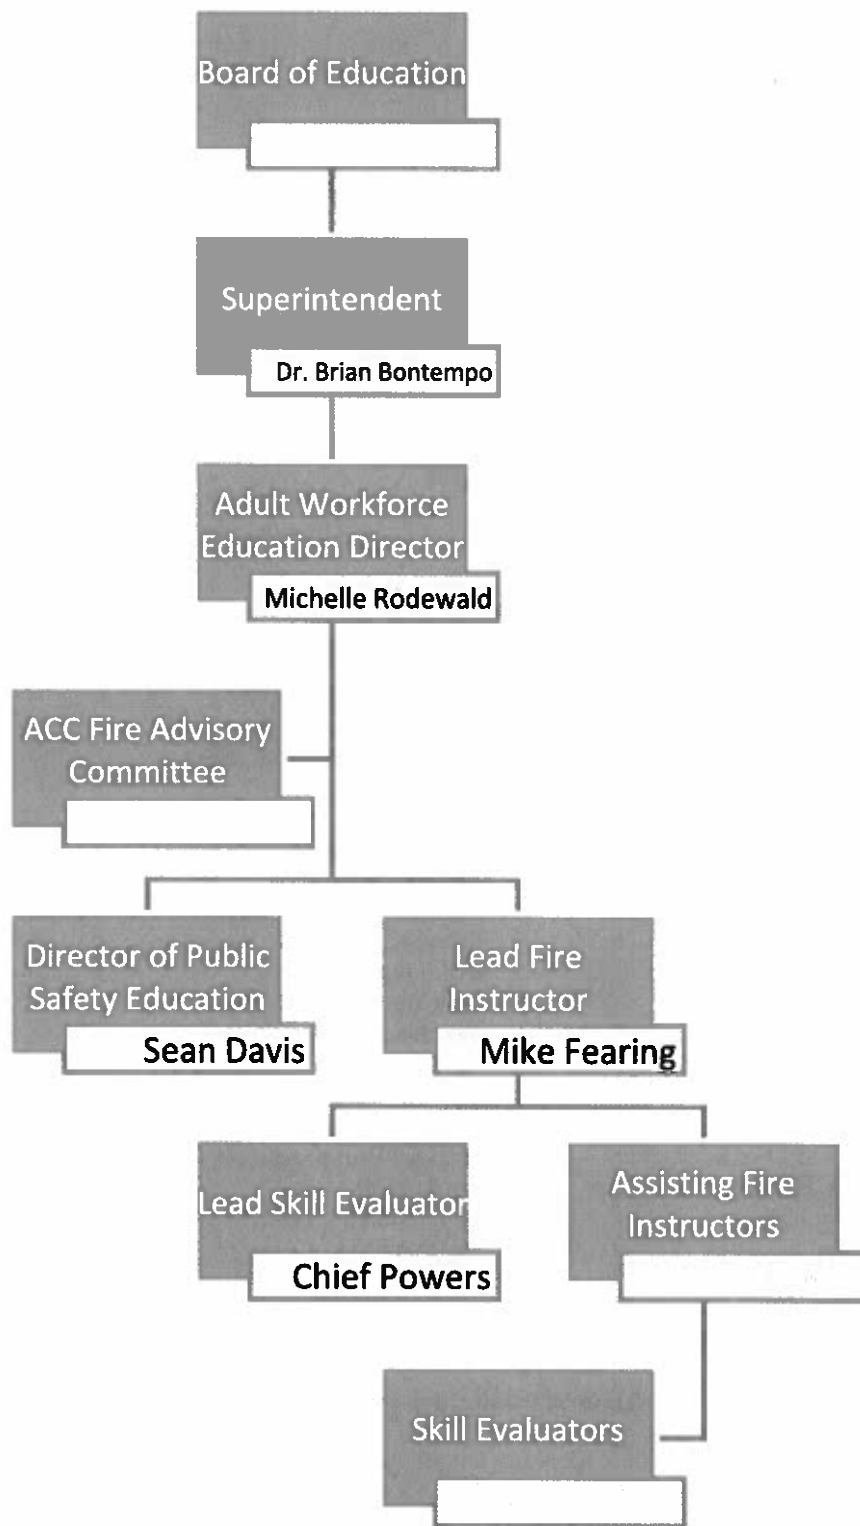 Board of Education
Superintendent
Dr. Brian Bontempo
Adult Workforce
Education Director
Michelle Rodewald
ACC Fire Advisory
Committee
Director of Public
Safety Education
Sean Davis
Lead Fire
Instructor
Mike Fearing
Lead Skill Evaluator
Chief Powers
Assisting Fire
Instructors
Skill Evaluators